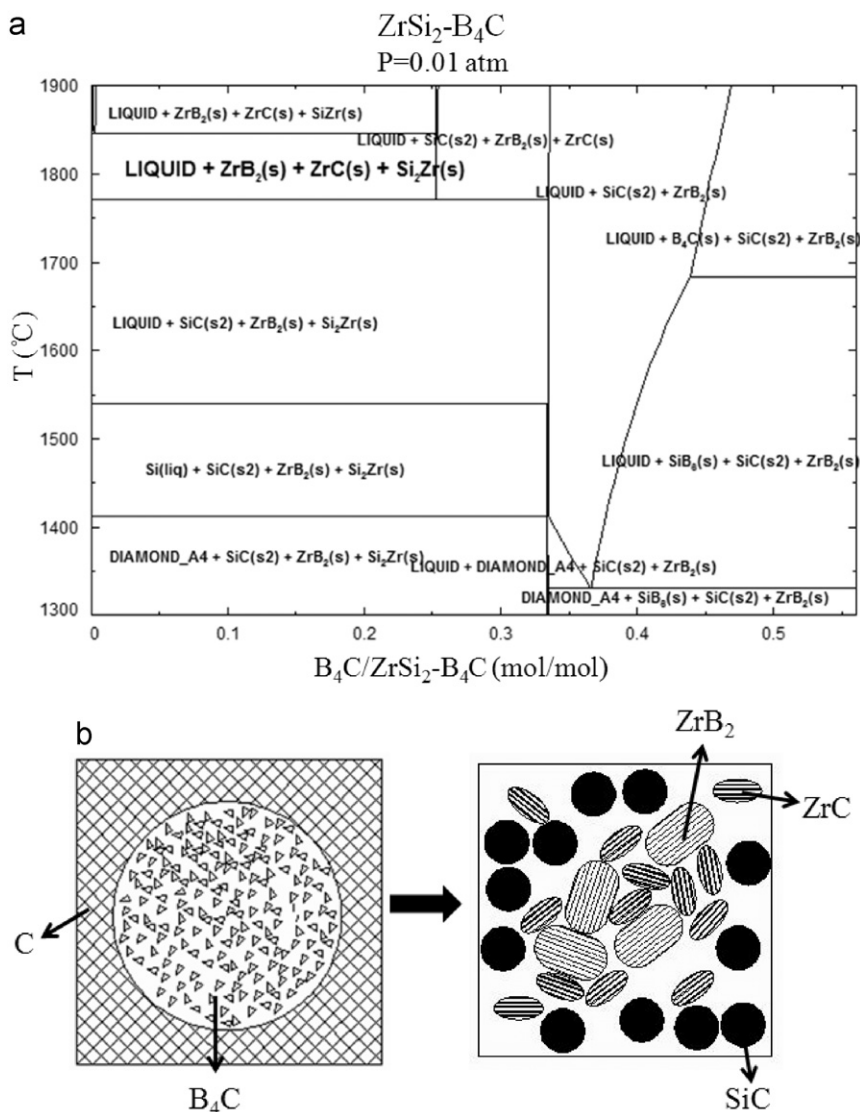 a
ZrSi₂-B₄C
P=0.01 atm
1900
LIQUID + ZrB₂(s) + ZrC(s) + SiZr(s)
LIQUID + SiC(s2) + ZrB₂(s) + ZrC(s)
1800
LIQUID + ZrB₂(s) + ZrC(s) + Si₂Zr(s)
LIQUID + SiC(s2) + ZrB₂(s)
LIQUID + B₄C(s) + SiC(s2) + ZrB₂(s)
1700
LIQUID + SiC(s2) + ZrB₂(s) + Si₂Zr(s)
T (°C)
1600
1500
Si(liq) + SiC(s2) + ZrB₂(s) + Si₂Zr(s)
LIQUID + SiB₆(s) + SiC(s2) + ZrB₂(s)
1400
DIAMOND_A4 + SiC(s2) + ZrB₂(s) + Si₂Zr(s)
LIQUID + DIAMOND_A4 + SiC(s2) + ZrB₂(s)
DIAMOND_A4 + SiB₆(s) + SiC(s2) + ZrB₂(s)
1300
0 0.1 0.2 0.3 0.4 0.5
B₄C/ZrSi₂-B₄C (mol/mol)
b
ZrB₂
ZrC
C
B₄C
SiC